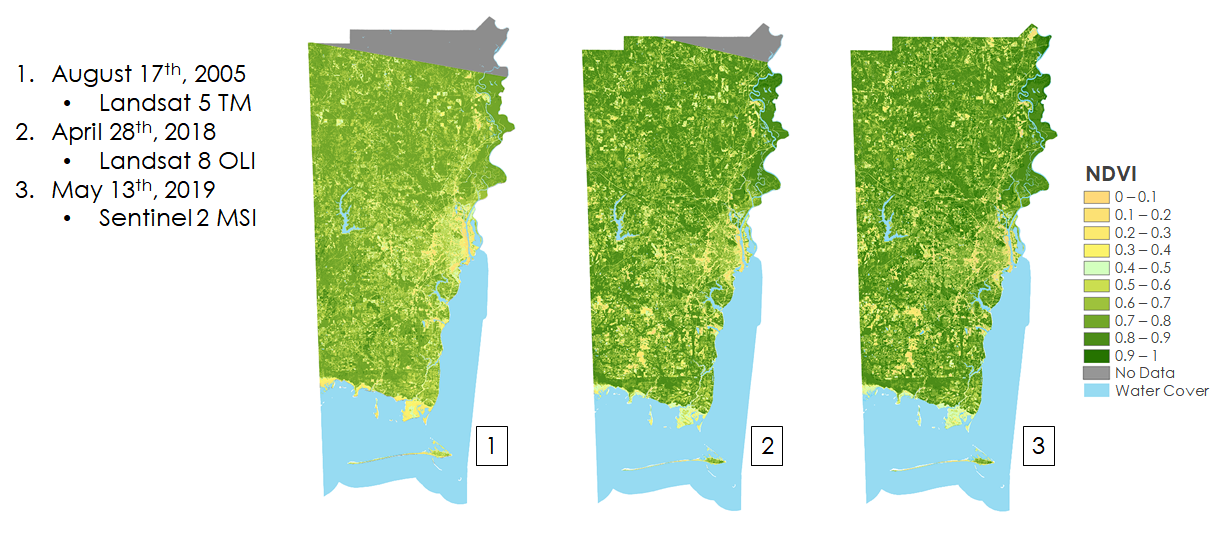 1. August 17th, 2005
• Landsat 5 TM
2. April 28th, 2018
• Landsat 8 OLI
3. May 13th, 2019
• Sentinel 2 MSI
1
2
3
NDVI
0 – 0.1
0.1 – 0.2
0.2 – 0.3
0.3 – 0.4
0.4 – 0.5
0.5 – 0.6
0.6 – 0.7
0.7 – 0.8
0.8 – 0.9
0.9 – 1
No Data
Water Cover